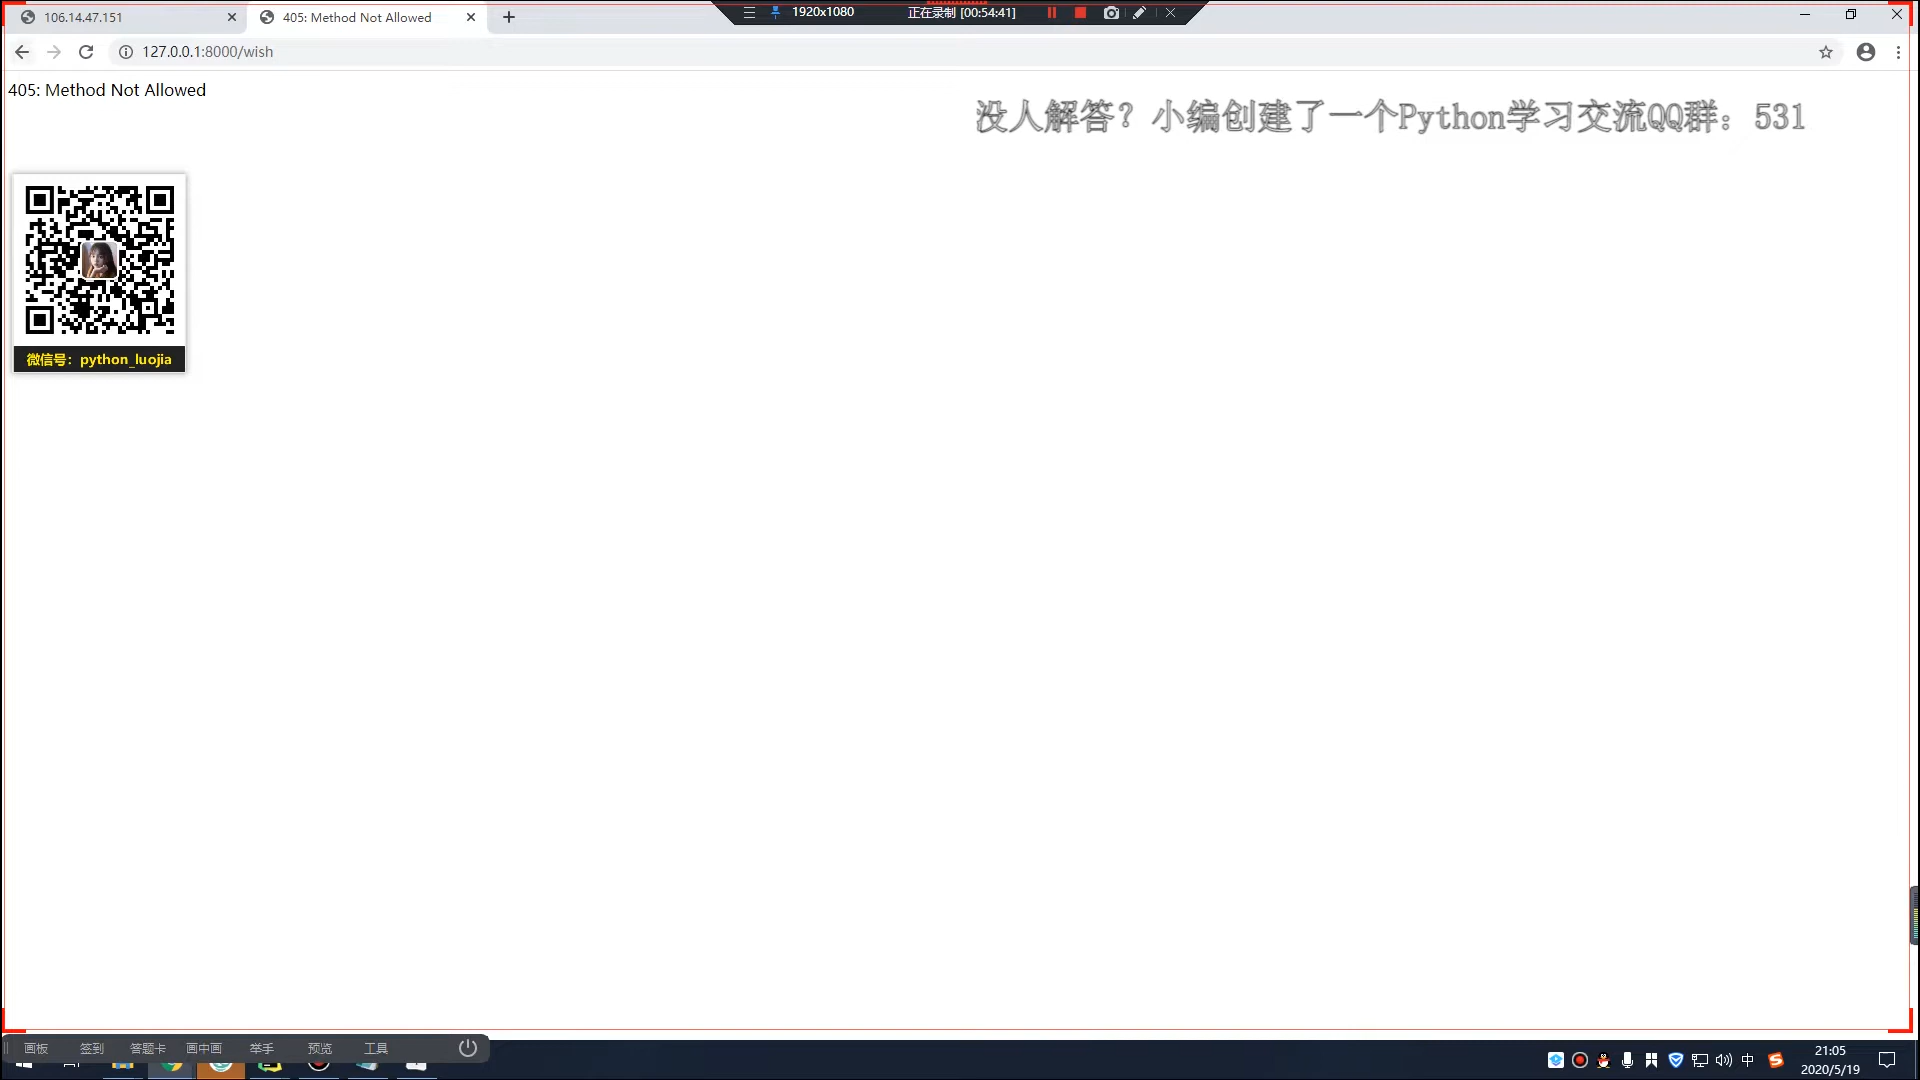 106.14.47.151
405: Method Not Allowed
1920x1080
正在录制 [00:54:41]
127.0.0.1:8000/wish
405: Method Not Allowed
没人解答？小编创建了一个Python学习交流QQ群：531
微信号：python_luojia
画板 签到 答题卡 画中画 举手 预览 工具
中
21:05
2020/5/19